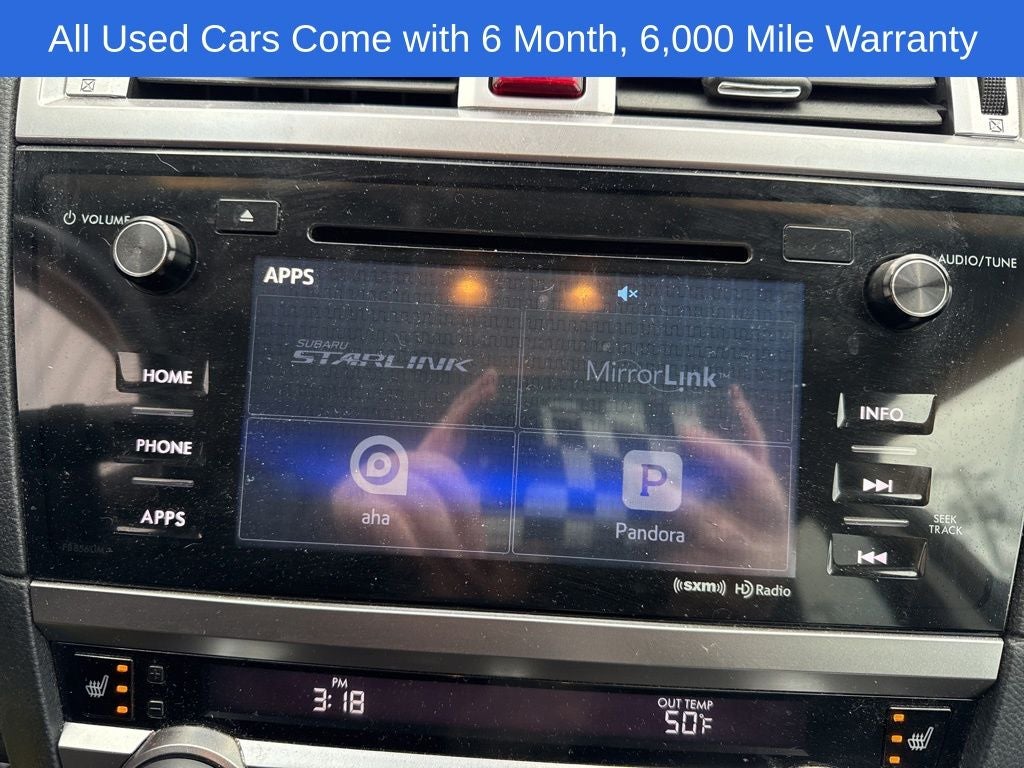 All Used Cars Come with 6 Month, 6,000 Mile Warranty
VOLUME
AUDIO/TUNE
APPS
SUBARU
STARLINK
MirrorLink™
HOME
INFO
PHONE
aha
Pandora
APPS
SEEK
TRACK
((sxm)) HD Radio
PM
3:18
OUT TEMP
50°F